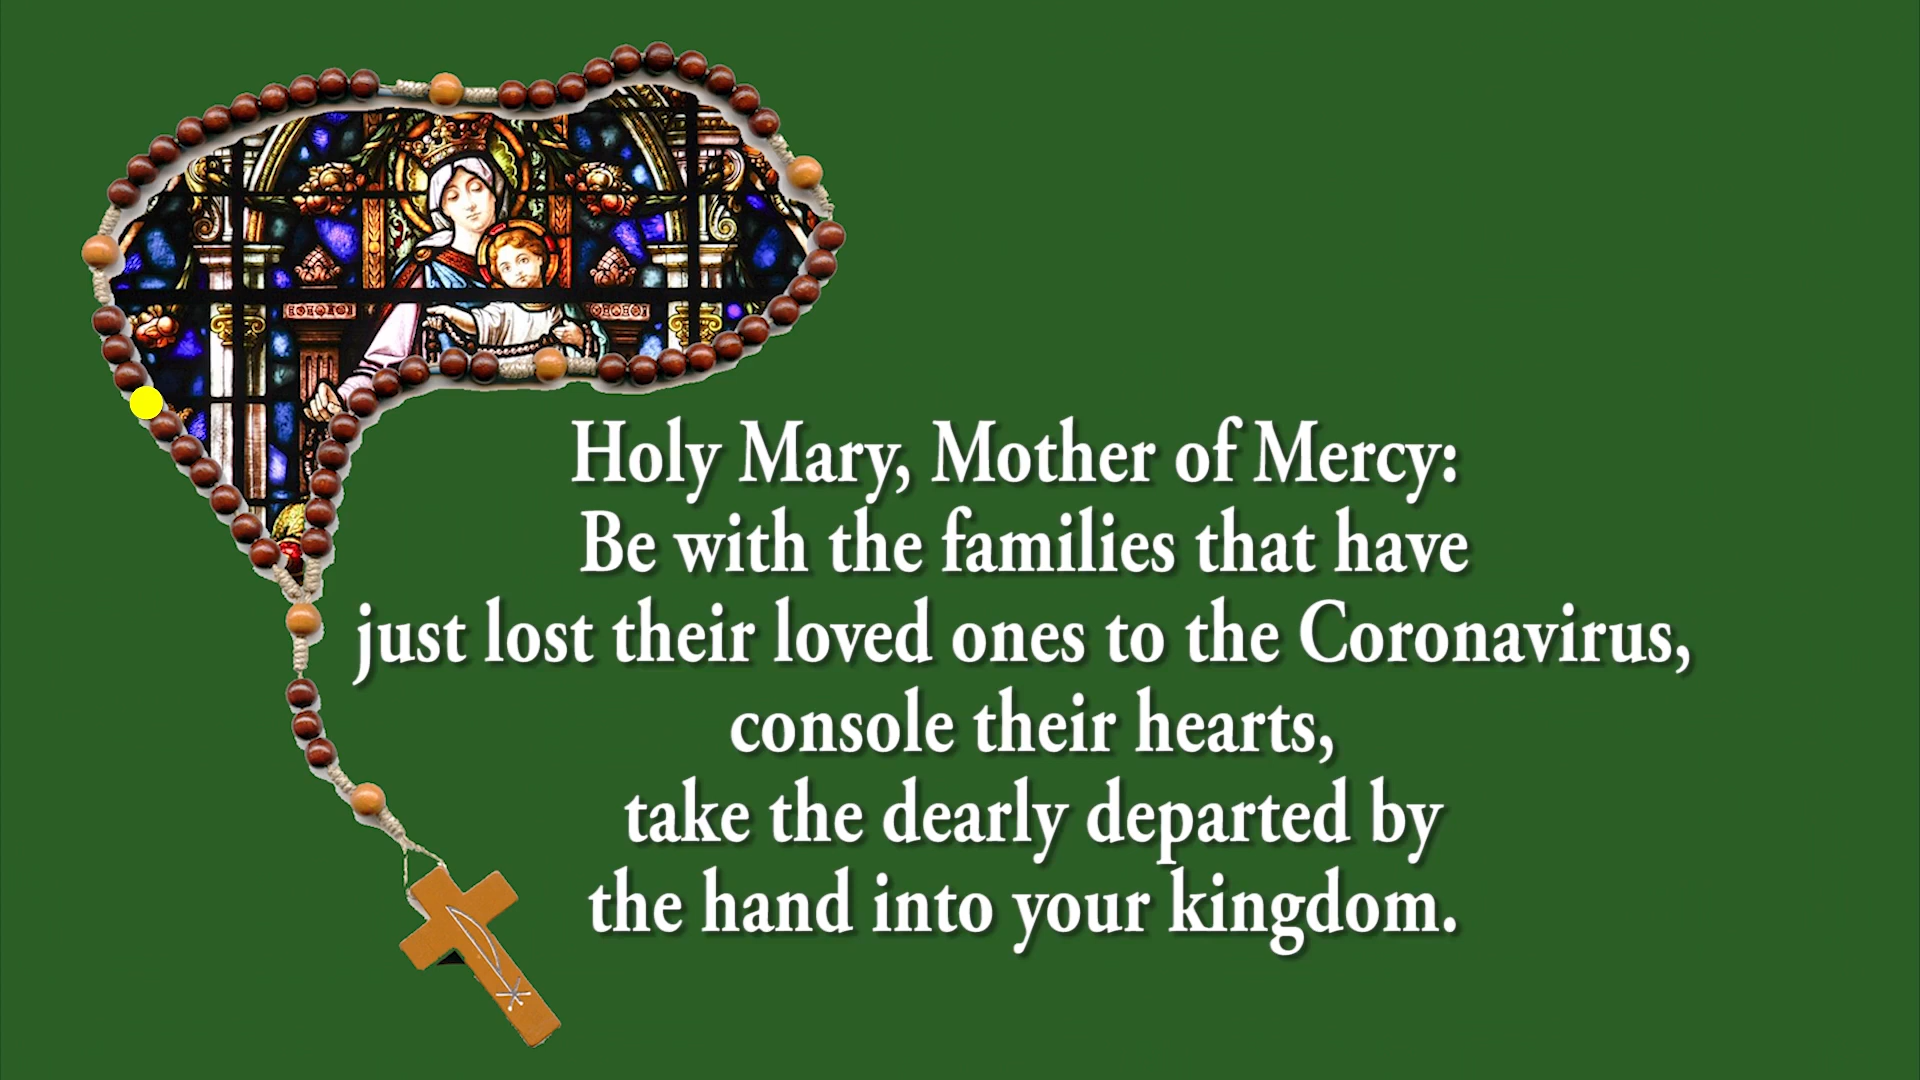 Holy Mary, Mother of Mercy:
Be with the families that have
just lost their loved ones to the Coronavirus,
console their hearts,
take the dearly departed by
the hand into your kingdom.